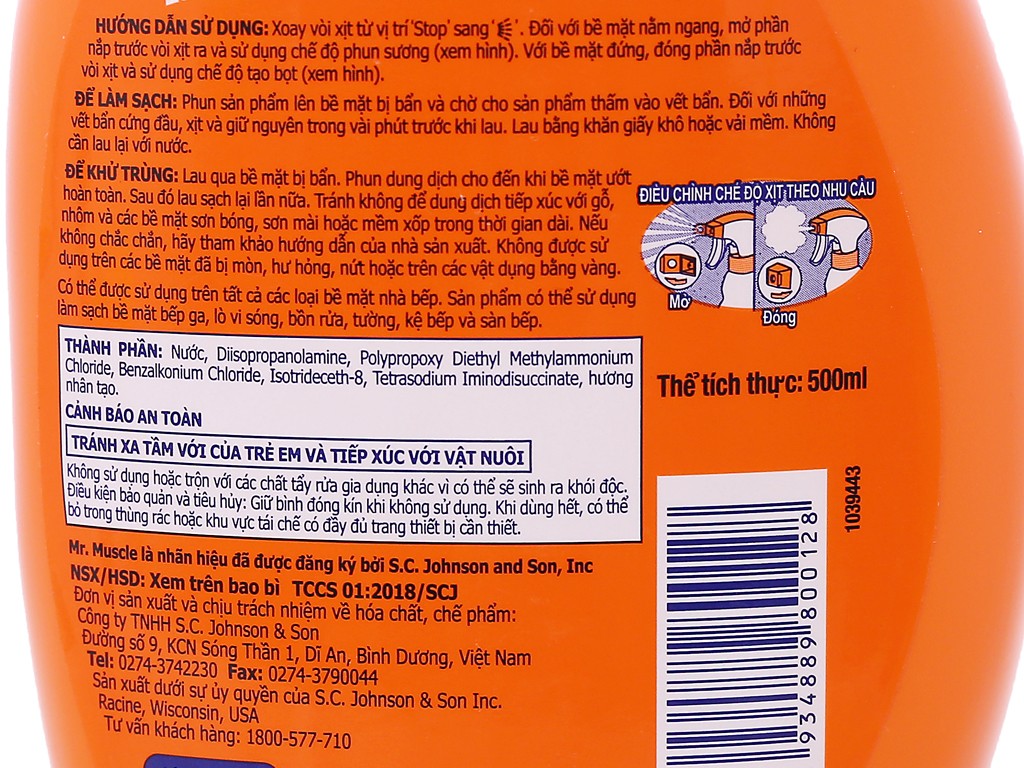 HƯỚNG DẪN SỬ DỤNG: Xoay vòi xịt từ vị trí 'Stop' sang ' '. Đối với bề mặt nằm ngang, mở phần
nắp trước vòi xịt ra và sử dụng chế độ phun sương (xem hình). Với bề mặt đứng, đóng phần nắp trước
vòi xịt và sử dụng chế độ tạo bọt (xem hình).
ĐỂ LÀM SẠCH: Phun sản phẩm lên bề mặt bị bẩn và chờ cho sản phẩm thấm vào vết bẩn. Đối với những
vết bẩn cứng đầu, xịt và giữ nguyên trong vài phút trước khi lau. Lau bằng khăn giấy khô hoặc vải mềm. Không
cần lau lại với nước.
ĐỂ KHỬ TRÙNG: Lau qua bề mặt bị bẩn. Phun dung dịch cho đến khi bề mặt ướt
hoàn toàn. Sau đó lau sạch lại lần nữa. Tránh không để dung dịch tiếp xúc với gỗ,
nhôm và các bề mặt sơn bóng, sơn mài hoặc mềm xốp trong thời gian dài. Nếu
không chắc chắn, hãy tham khảo hướng dẫn của nhà sản xuất. Không được sử
dụng trên các bề mặt đã bị mòn, hư hỏng, nứt hoặc trên các vật dụng bằng vàng.
Có thể được sử dụng trên tất cả các loại bề mặt nhà bếp. Sản phẩm có thể sử dụng
làm sạch bề mặt bếp ga, lò vi sóng, bồn rửa, tường, kệ bếp và sàn bếp.
ĐIỀU CHỈNH CHẾ ĐỘ XỊT THEO NHU CẦU
Mở
Đóng
THÀNH PHẦN: Nước, Diisopropanolamine, Polypropoxy Diethyl Methylammonium
Chloride, Benzalkonium Chloride, Isotrideceth-8, Tetrasodium Iminodisuccinate, hương
nhân tạo.
CẢNH BÁO AN TOÀN
TRÁNH XA TẦM VỚI CỦA TRẺ EM VÀ TIẾP XÚC VỚI VẬT NUÔI
Không sử dụng hoặc trộn với các chất tẩy rửa gia dụng khác vì có thể sẽ sinh ra khói độc.
Điều kiện bảo quản và tiêu hủy: Giữ bình đóng kín khi không sử dụng. Khi dùng hết, có thể
bỏ trong thùng rác hoặc khu vực tái chế có đầy đủ trang thiết bị cần thiết.
Thể tích thực: 500ml
1039443
9348898001 28
Mr. Muscle là nhãn hiệu đã được đăng ký bởi S.C. Johnson and Son, Inc
NSX/HSD: Xem trên bao bì TCCS 01:2018/SCJ
Đơn vị sản xuất và chịu trách nhiệm về hóa chất, chế phẩm:
Công ty TNHH S.C. Johnson & Son
Đường số 9, KCN Sóng Thần 1, Dĩ An, Bình Dương, Việt Nam
Tel: 0274-3742230 Fax: 0274-3790044
Sản xuất dưới sự ủy quyền của S.C. Johnson & Son Inc.
Racine, Wisconsin, USA
Tư vấn khách hàng: 1800-577-710